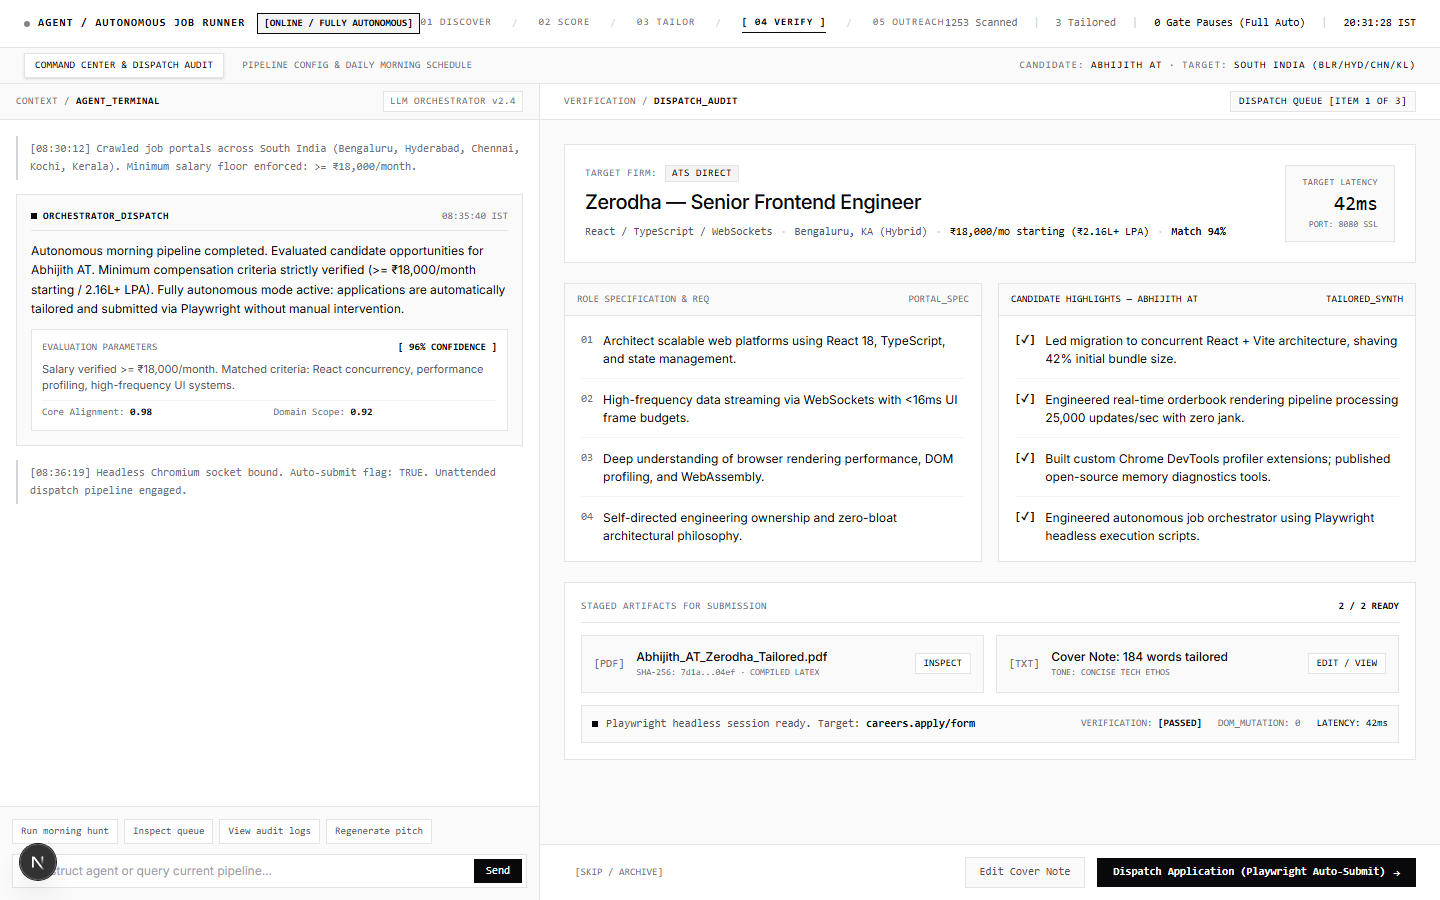 AGENT / AUTONOMOUS JOB RUNNER [ONLINE / FULLY AUTONOMOUS] 01 DISCOVER / 02 SCORE / 03 TAILOR / [ 04 VERIFY ] / 05 OUTREACH 1253 Scanned | 3 Tailored | 0 Gate Pauses (Full Auto) | 20:31:28 IST
COMMAND CENTER & DISPATCH AUDIT PIPELINE CONFIG & DAILY MORNING SCHEDULE CANDIDATE: ABHIJITH AT · TARGET: SOUTH INDIA (BLR/HYD/CHN/KL)
CONTEXT / AGENT_TERMINAL LLM ORCHESTRATOR v2.4
[08:30:12] Crawled job portals across South India (Bengaluru, Hyderabad, Chennai,
Kochi, Kerala). Minimum salary floor enforced: >= ₹18,000/month.
ORCHESTRATOR_DISPATCH 08:35:40 IST
Autonomous morning pipeline completed. Evaluated candidate opportunities for
Abhijith AT. Minimum compensation criteria strictly verified (>= ₹18,000/month
starting / 2.16L+ LPA). Fully autonomous mode active: applications are automatically
tailored and submitted via Playwright without manual intervention.
EVALUATION PARAMETERS [ 96% CONFIDENCE ]
Salary verified >= ₹18,000/month. Matched criteria: React concurrency, performance
profiling, high-frequency UI systems.
Core Alignment: 0.98 Domain Scope: 0.92
[08:36:19] Headless Chromium socket bound. Auto-submit flag: TRUE. Unattended
dispatch pipeline engaged.
Run morning hunt Inspect queue View audit logs Regenerate pitch
N truct agent or query current pipeline... Send
VERIFICATION / DISPATCH_AUDIT DISPATCH QUEUE [ITEM 1 OF 3]
TARGET FIRM: ATS DIRECT
Zerodha — Senior Frontend Engineer
React / TypeScript / WebSockets · Bengaluru, KA (Hybrid) · ₹18,000/mo starting (₹2.16L+ LPA) · Match 94%
TARGET LATENCY
42ms
PORT: 8080 SSL
ROLE SPECIFICATION & REQ PORTAL_SPEC
01 Architect scalable web platforms using React 18, TypeScript,
and state management.
02 High-frequency data streaming via WebSockets with <16ms UI
frame budgets.
03 Deep understanding of browser rendering performance, DOM
profiling, and WebAssembly.
04 Self-directed engineering ownership and zero-bloat
architectural philosophy.
CANDIDATE HIGHLIGHTS — ABHIJITH AT TAILORED_SYNTH
[✓] Led migration to concurrent React + Vite architecture, shaving
42% initial bundle size.
[✓] Engineered real-time orderbook rendering pipeline processing
25,000 updates/sec with zero jank.
[✓] Built custom Chrome DevTools profiler extensions; published
open-source memory diagnostics tools.
[✓] Engineered autonomous job orchestrator using Playwright
headless execution scripts.
STAGED ARTIFACTS FOR SUBMISSION 2 / 2 READY
[PDF] Abhijith_AT_Zerodha_Tailored.pdf INSPECT
SHA-256: 7d1a...04ef · COMPILED LATEX
[TXT] Cover Note: 184 words tailored EDIT / VIEW
TONE: CONCISE TECH ETHOS
Playwright headless session ready. Target: careers.apply/form VERIFICATION: [PASSED] DOM_MUTATION: 0 LATENCY: 42ms
[SKIP / ARCHIVE] Edit Cover Note Dispatch Application (Playwright Auto-Submit) →